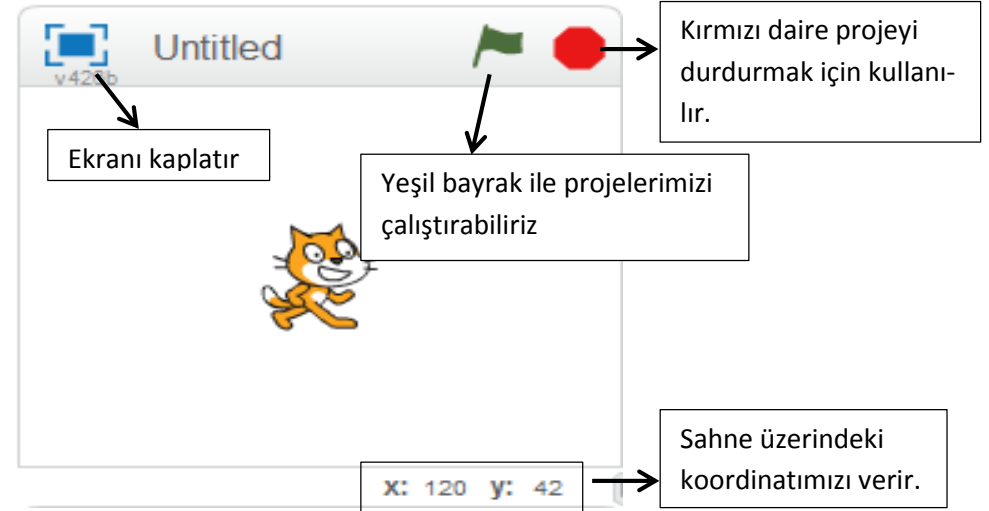 Untitled
v426b
Kırmızı daire projeyi
durdurmak için kullanı-
lır.
Ekranı kaplatır
Yeşil bayrak ile projelerimizi
çalıştırabiliriz
Sahne üzerindeki
koordinatımızı verir.
x: 120 y: 42